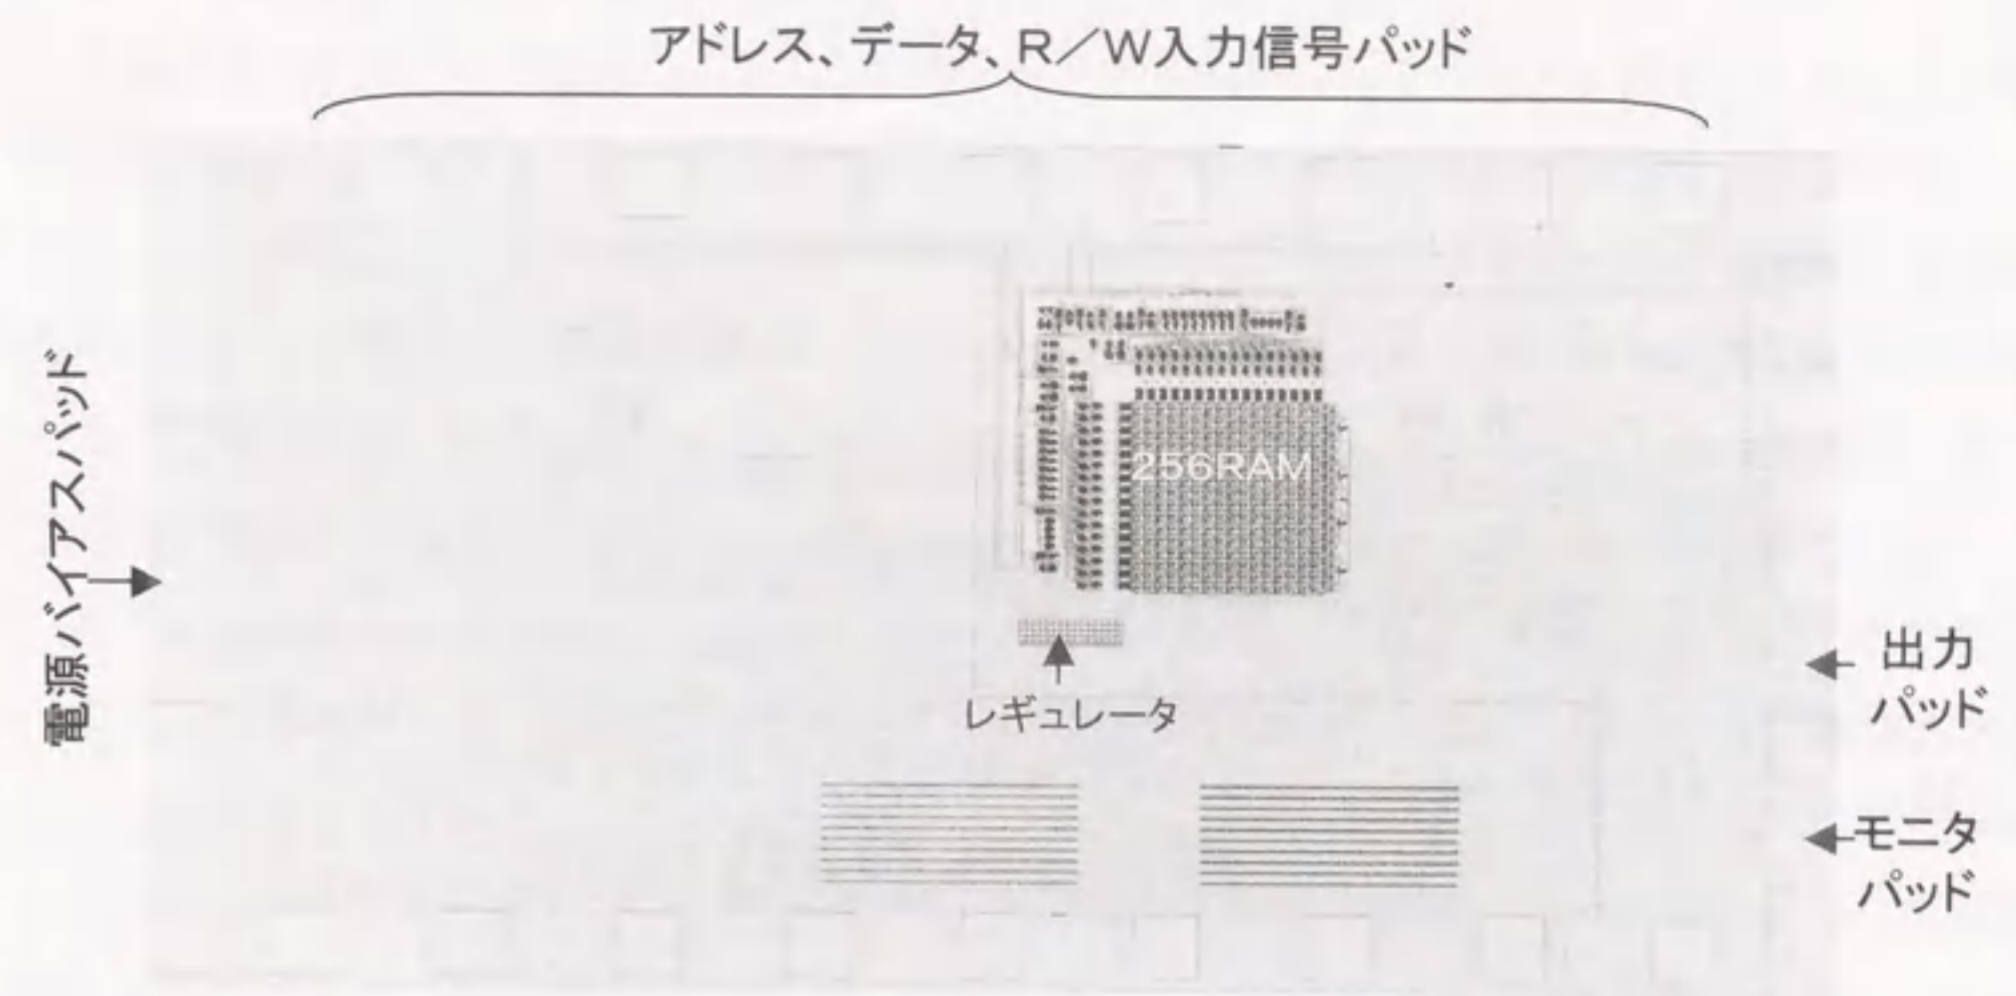 アドレス、データ、R／W入力信号パッド
電源バイアスパッド
256RAM
レギュレータ
出力
パッド
モニタ
パッド